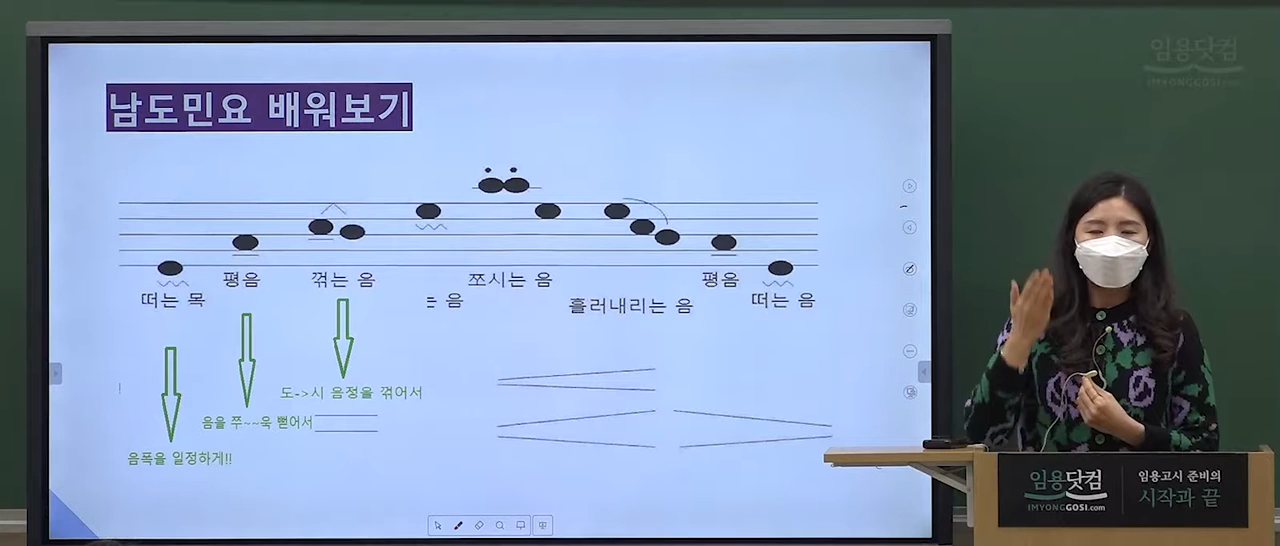 남도민요 배워보기
임용닷컴
IMYONGGOSI.com
떠는 목
평음
꺾는 음
는 음
쪼시는 음
흘러내리는 음
평음
떠는 음
도->시 음정을 꺾어서
음을 쭈~~욱 뻗어서
음폭을 일정하게!!
임용닷컴
IMYONGGOSI.com
임용고시 준비의
시작과 끝